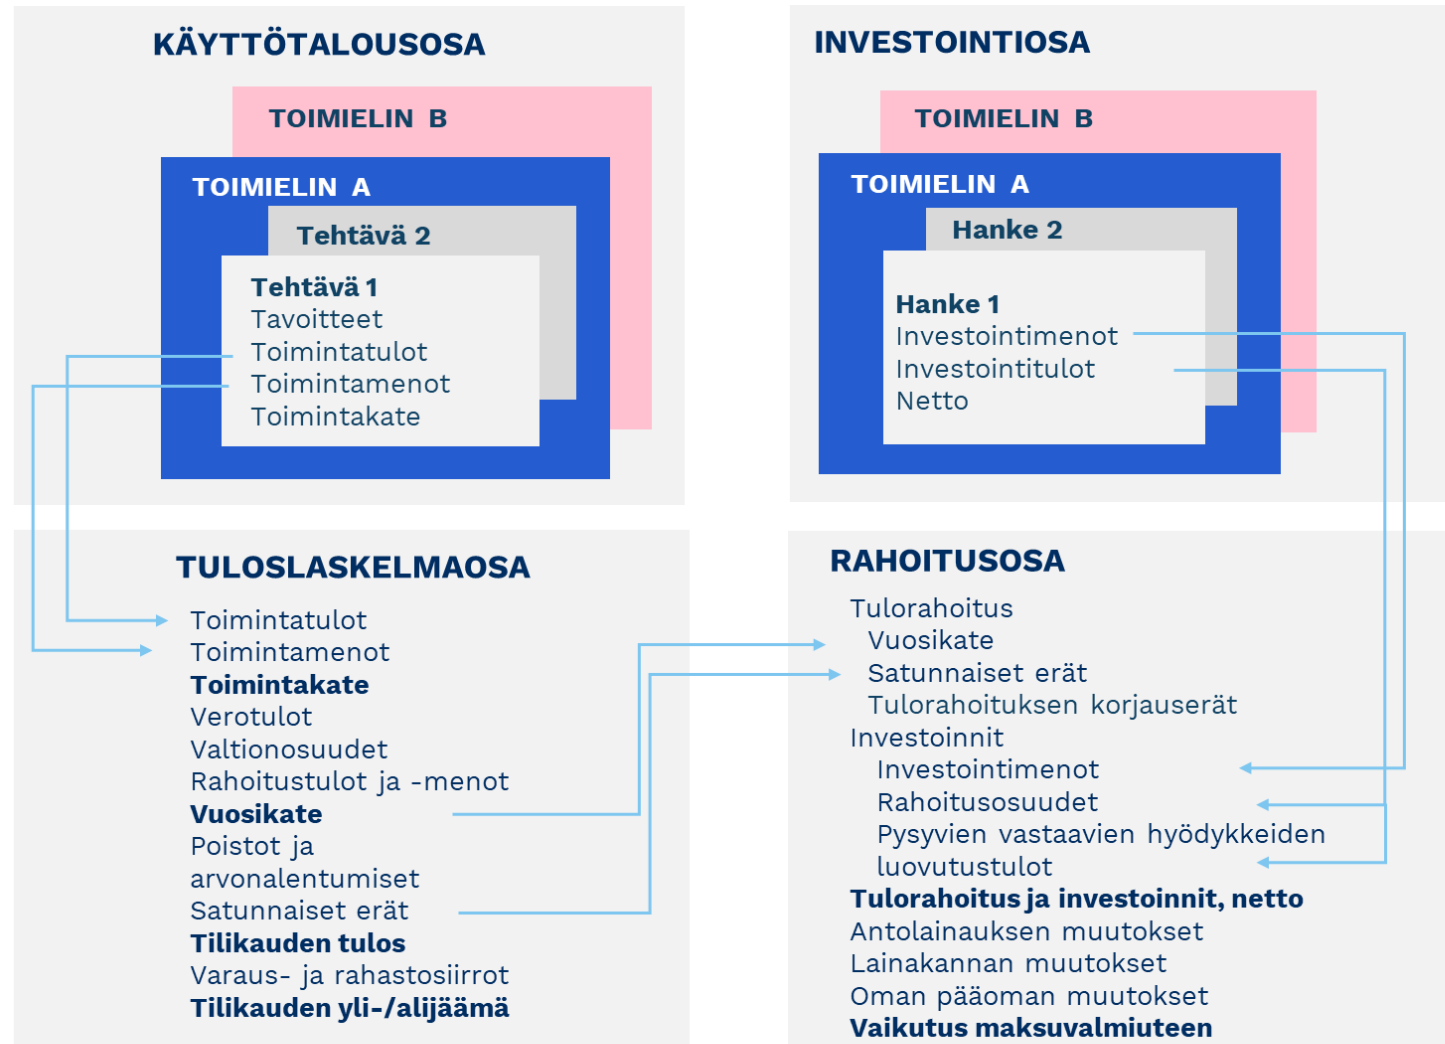 KÄYTTÖTALOUSOSA
TOIMIELIN B
TOIMIELIN A
Tehtävä 2
Tehtävä 1
Tavoitteet
Toimintatulot
Toimintamenot
Toimintakate
INVESTOINTIOSA
TOIMIELIN B
TOIMIELIN A
Hanke 2
Hanke 1
Investointimenot
Investointitulot
Netto
TULOSLASKELMAOSA
Toimintatulot
Toimintamenot
Toimintakate
Verotulot
Valtionosuudet
Rahoitustulot ja -menot
Vuosikate
Poistot ja
arvonalentumiset
Satunnaiset erät
Tilikauden tulos
Varaus- ja rahastosiirrot
Tilikauden yli-/alijäämä
RAHOITUSOSA
Tulorahoitus
Vuosikate
Satunnaiset erät
Tulorahoituksen korjauserät
Investoinnit
Investointimenot
Rahoitusosuudet
Pysyvien vastaavien hyödykkeiden
luovutustulot
Tulorahoitus ja investoinnit, netto
Antolainauksen muutokset
Lainakannan muutokset
Oman pääoman muutokset
Vaikutus maksuvalmiuteen